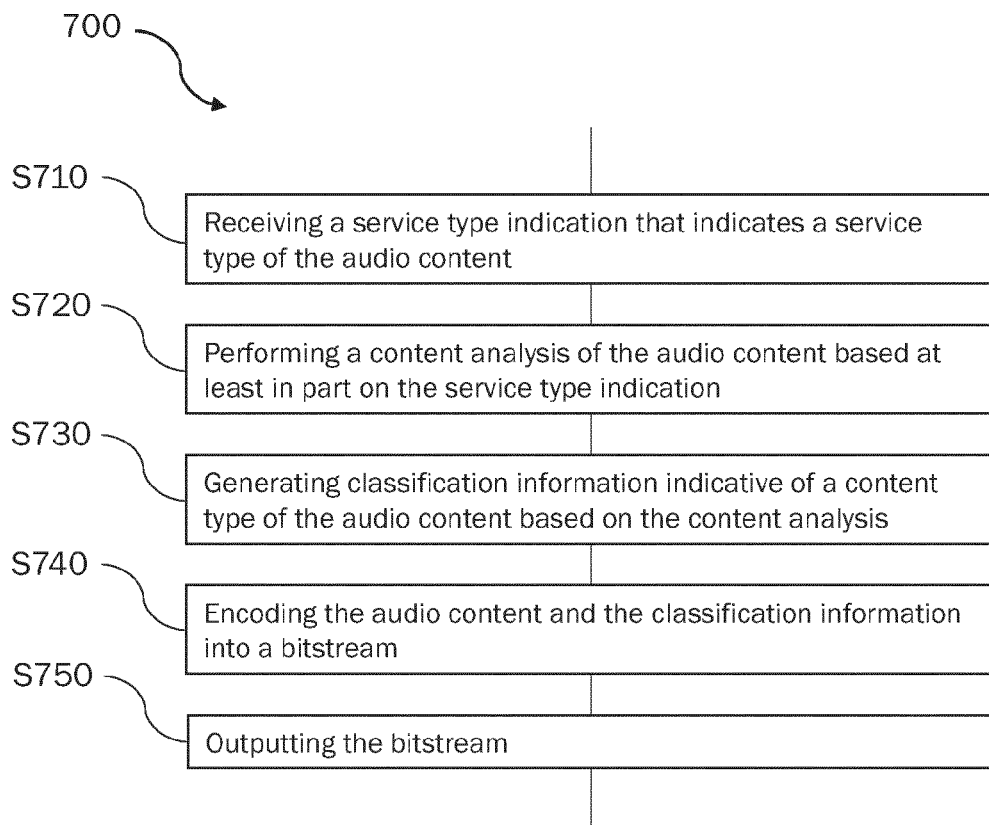 700
S710
Receiving a service type indication that indicates a service
type of the audio content
S720
Performing a content analysis of the audio content based at
least in part on the service type indication
S730
Generating classification information indicative of a content
type of the audio content based on the content analysis
S740
Encoding the audio content and the classification information
into a bitstream
S750
Outputting the bitstream